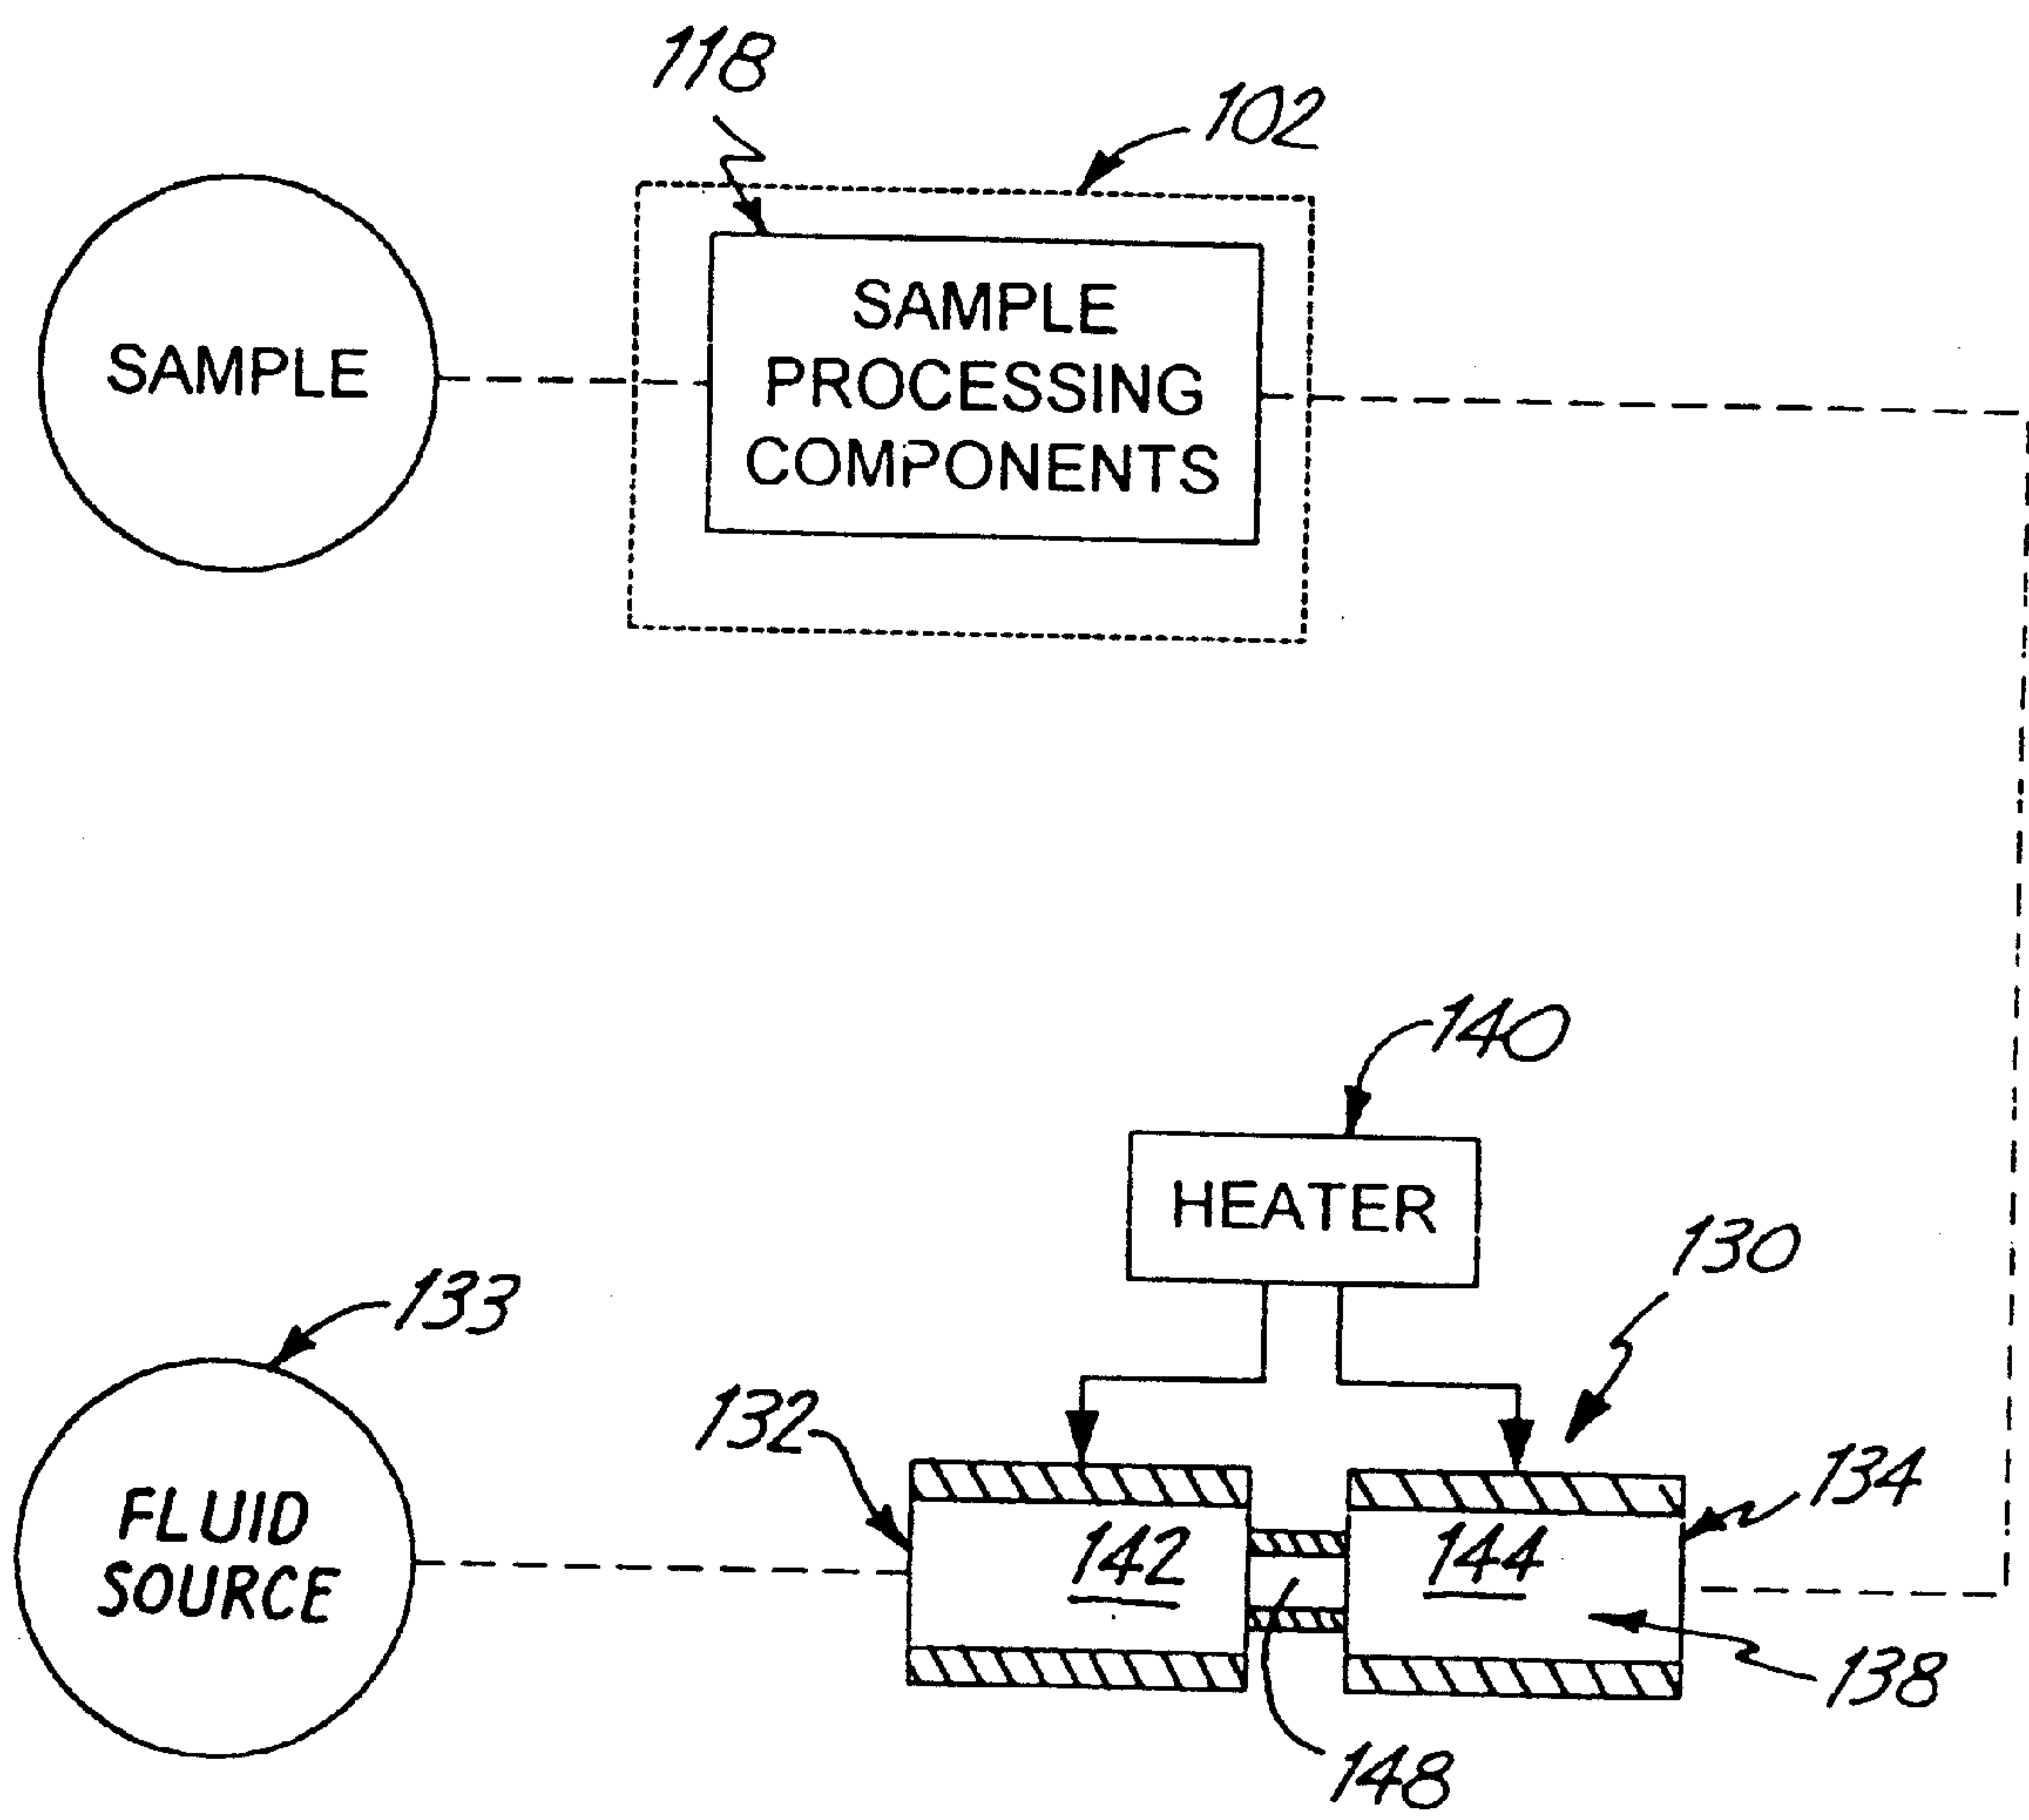 118
102
SAMPLE
SAMPLE
PROCESSING
COMPONENTS
140
HEATER
130
133
132
134
FLUID
SOURCE
142
144
138
148